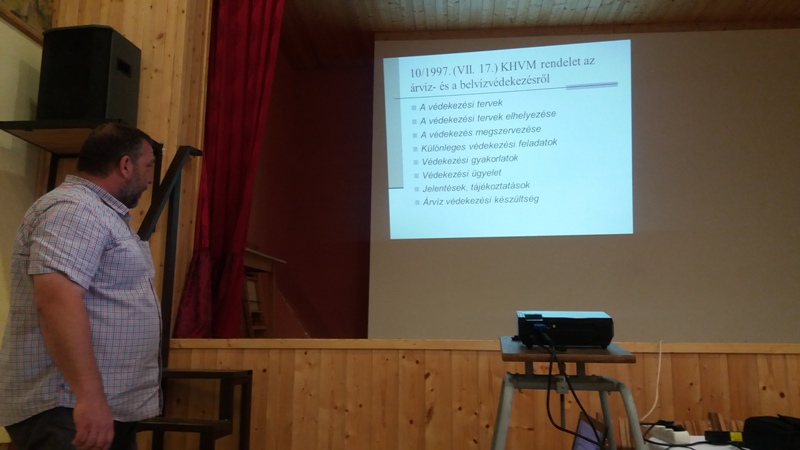 10/1997. (VII. 17.) KHVM rendelet az
árvíz- és a belvízvédekezésről
A védekezési tervek
A védekezési tervek elhelyezése
A védekezés megszervezése
Különleges védekezési feladatok
Védekezési gyakorlatok
Védekezési ügyelet
Jelentések, tájékoztatások
Árvíz védekezési készültség